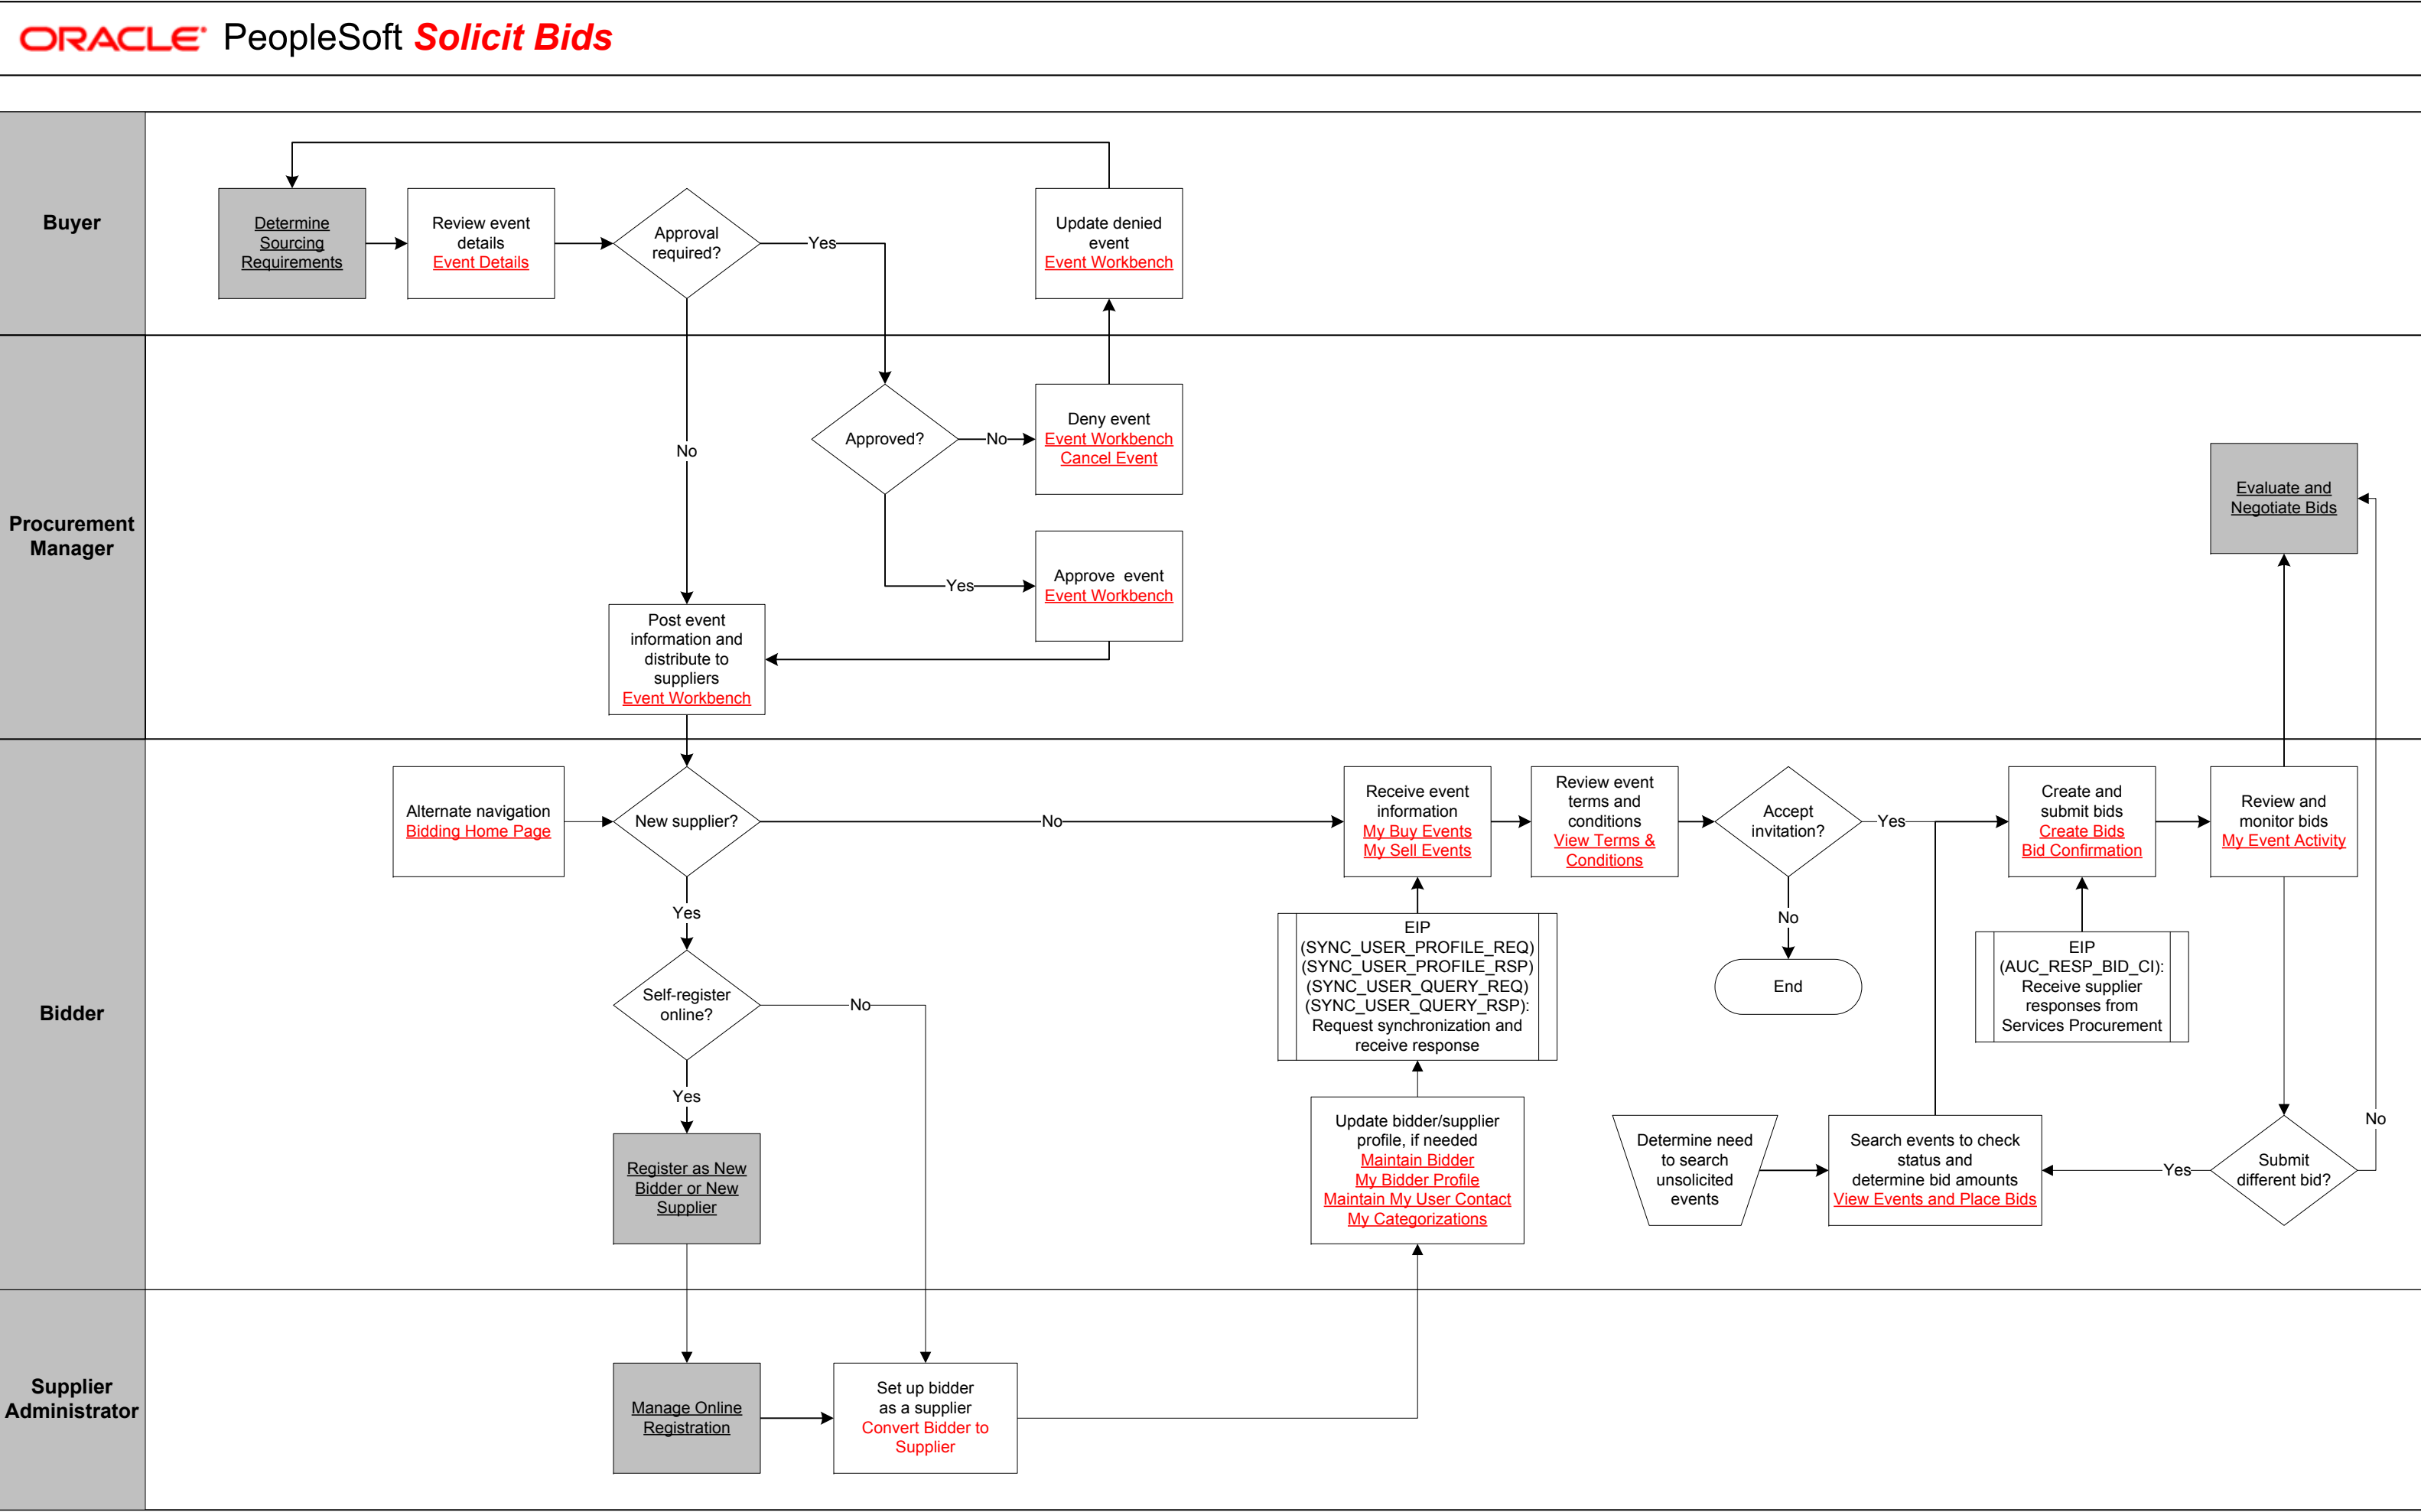 ORACLE PeopleSoft Solicit Bids
Buyer
Determine
Sourcing
Requirements
Review event
details
Event Details
Approval
required?
Yes
Update denied
event
Event Workbench
Procurement
Manager
No
Approved?
No
Deny event
Event Workbench
Cancel Event
Yes
Approve event
Event Workbench
Post event
information and
distribute to
suppliers
Event Workbench
Evaluate and
Negotiate Bids
Bidder
Alternate navigation
Bidding Home Page
New supplier?
No
Receive event
information
My Buy Events
My Sell Events
Review event
terms and
conditions
View Terms &
Conditions
Accept
invitation?
Yes
Create and
submit bids
Create Bids
Bid Confirmation
Review and
monitor bids
My Event Activity
Yes
Self-register
online?
No
Yes
Register as New
Bidder or New
Supplier
EIP
(SYNC_USER_PROFILE_REQ)
(SYNC_USER_PROFILE_RSP)
(SYNC_USER_QUERY_REQ)
(SYNC_USER_QUERY_RSP):
Request synchronization and
receive response
No
End
EIP
(AUC_RESP_BID_CI):
Receive supplier
responses from
Services Procurement
Update bidder/supplier
profile, if needed
Maintain Bidder
My Bidder Profile
Maintain My User Contact
My Categorizations
Determine need
to search
unsolicited
events
Search events to check
status and
determine bid amounts
View Events and Place Bids
Yes
Submit
different bid?
No
Supplier
Administrator
Manage Online
Registration
Set up bidder
as a supplier
Convert Bidder to
Supplier